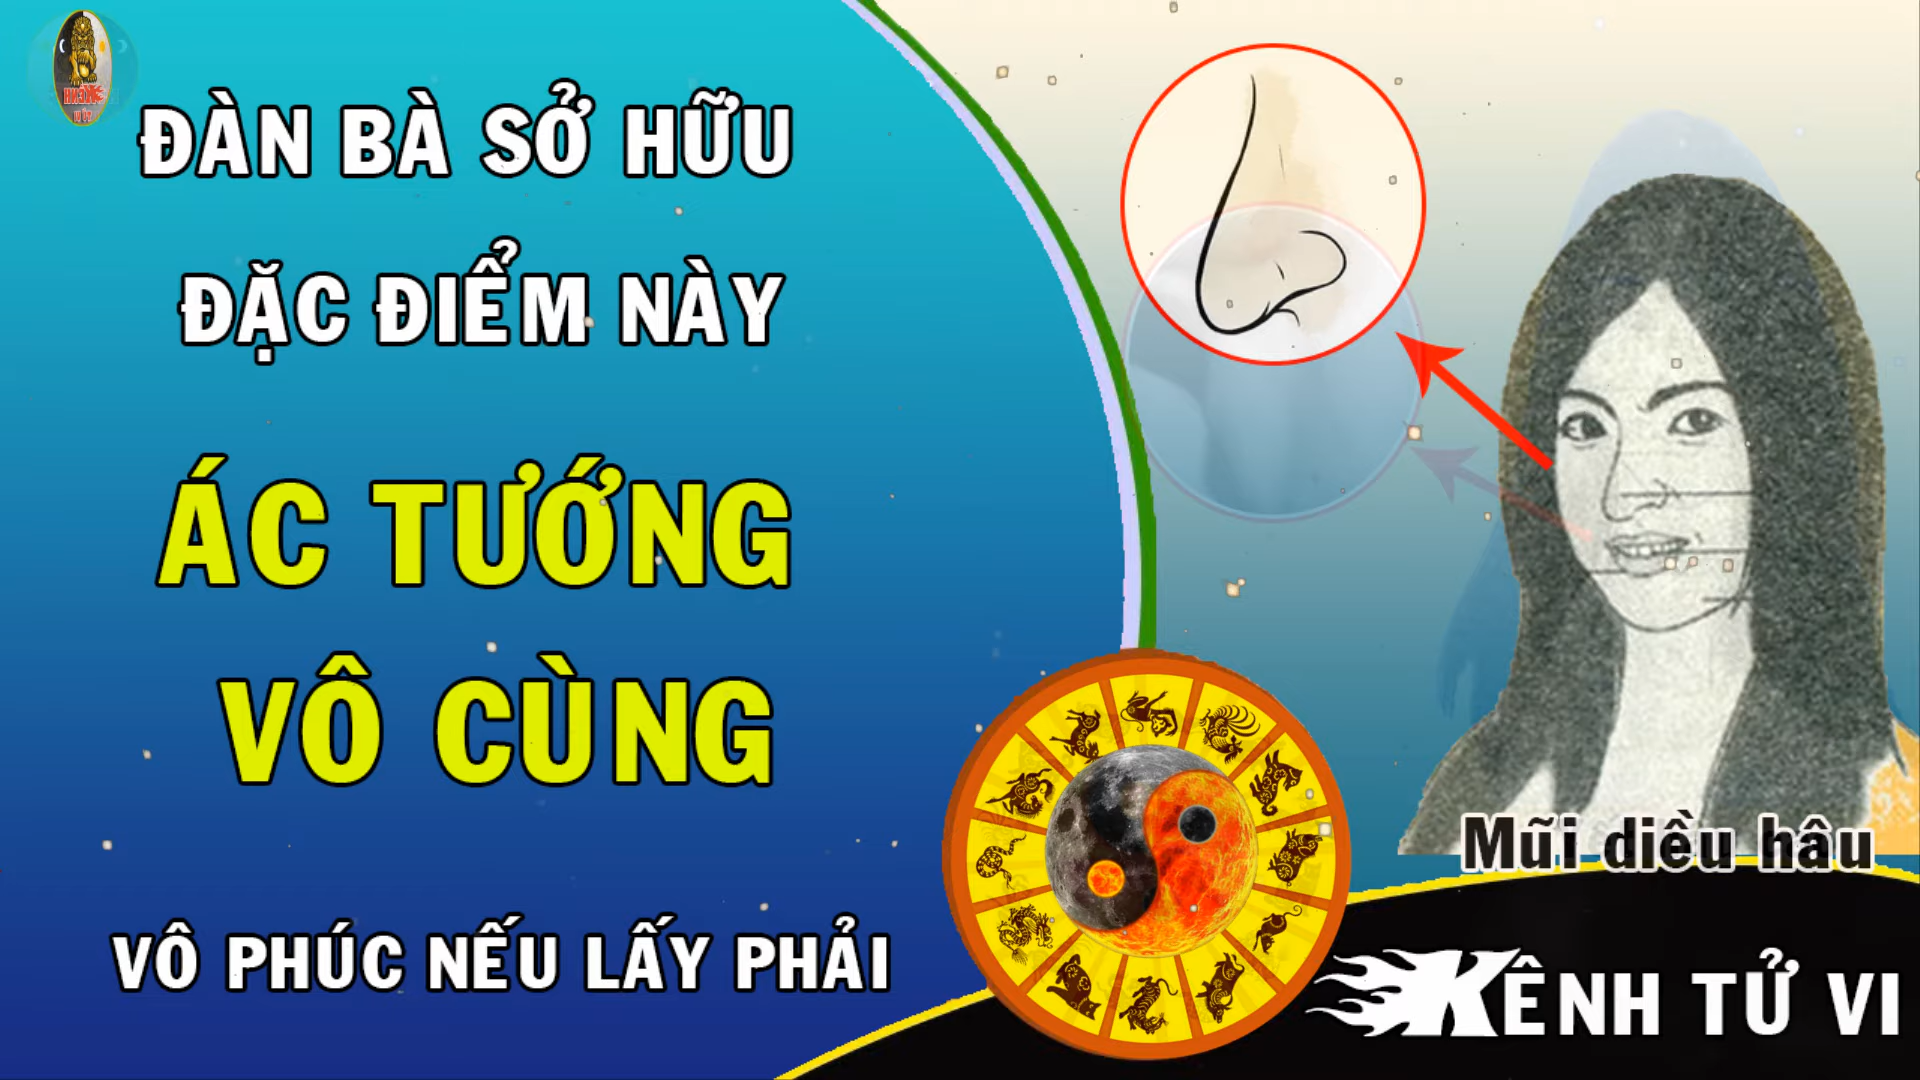 ĐÀN BÀ SỞ HỮU
ĐẶC ĐIỂM NÀY
ÁC TƯỚNG
VÔ CÙNG
VÔ PHÚC NẾU LẤY PHẢI
Mũi diều hâu
KÊNH TỬ VI